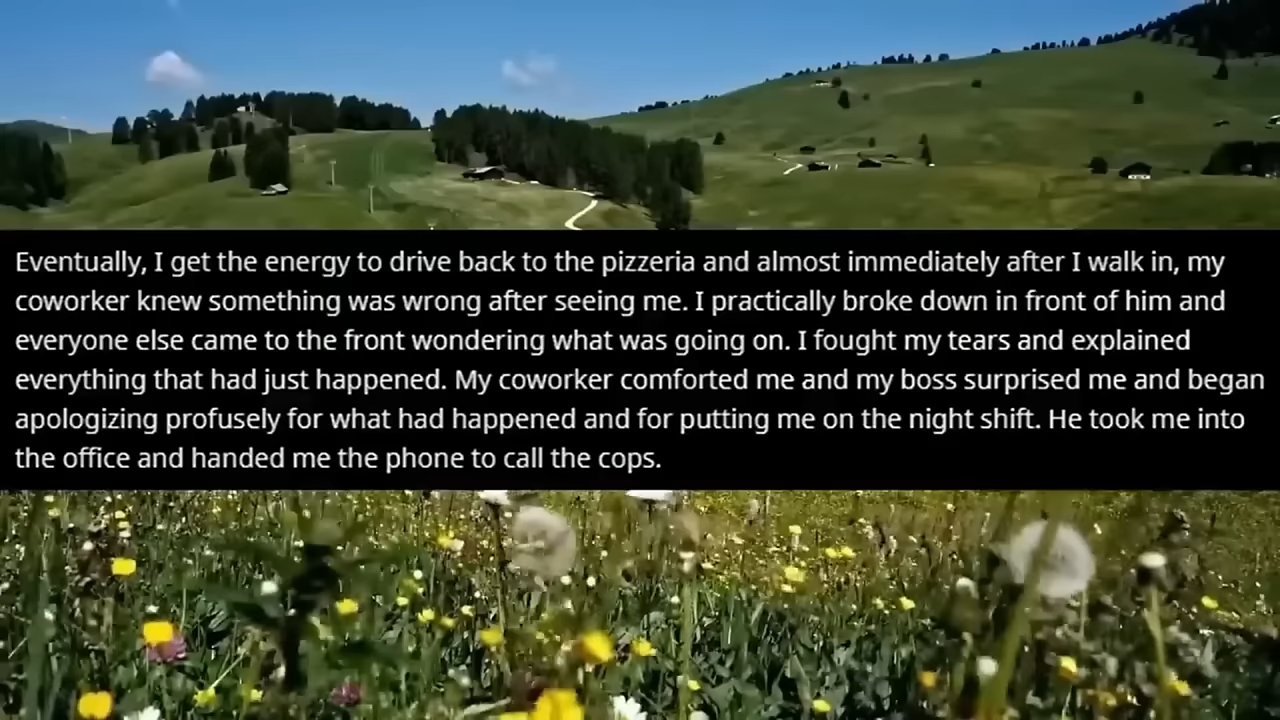 Eventually, I get the energy to drive back to the pizzeria and almost immediately after I walk in, my
coworker knew something was wrong after seeing me. I practically broke down in front of him and
everyone else came to the front wondering what was going on. I fought my tears and explained
everything that had just happened. My coworker comforted me and my boss surprised me and began
apologizing profusely for what had happened and for putting me on the night shift. He took me into
the office and handed me the phone to call the cops.